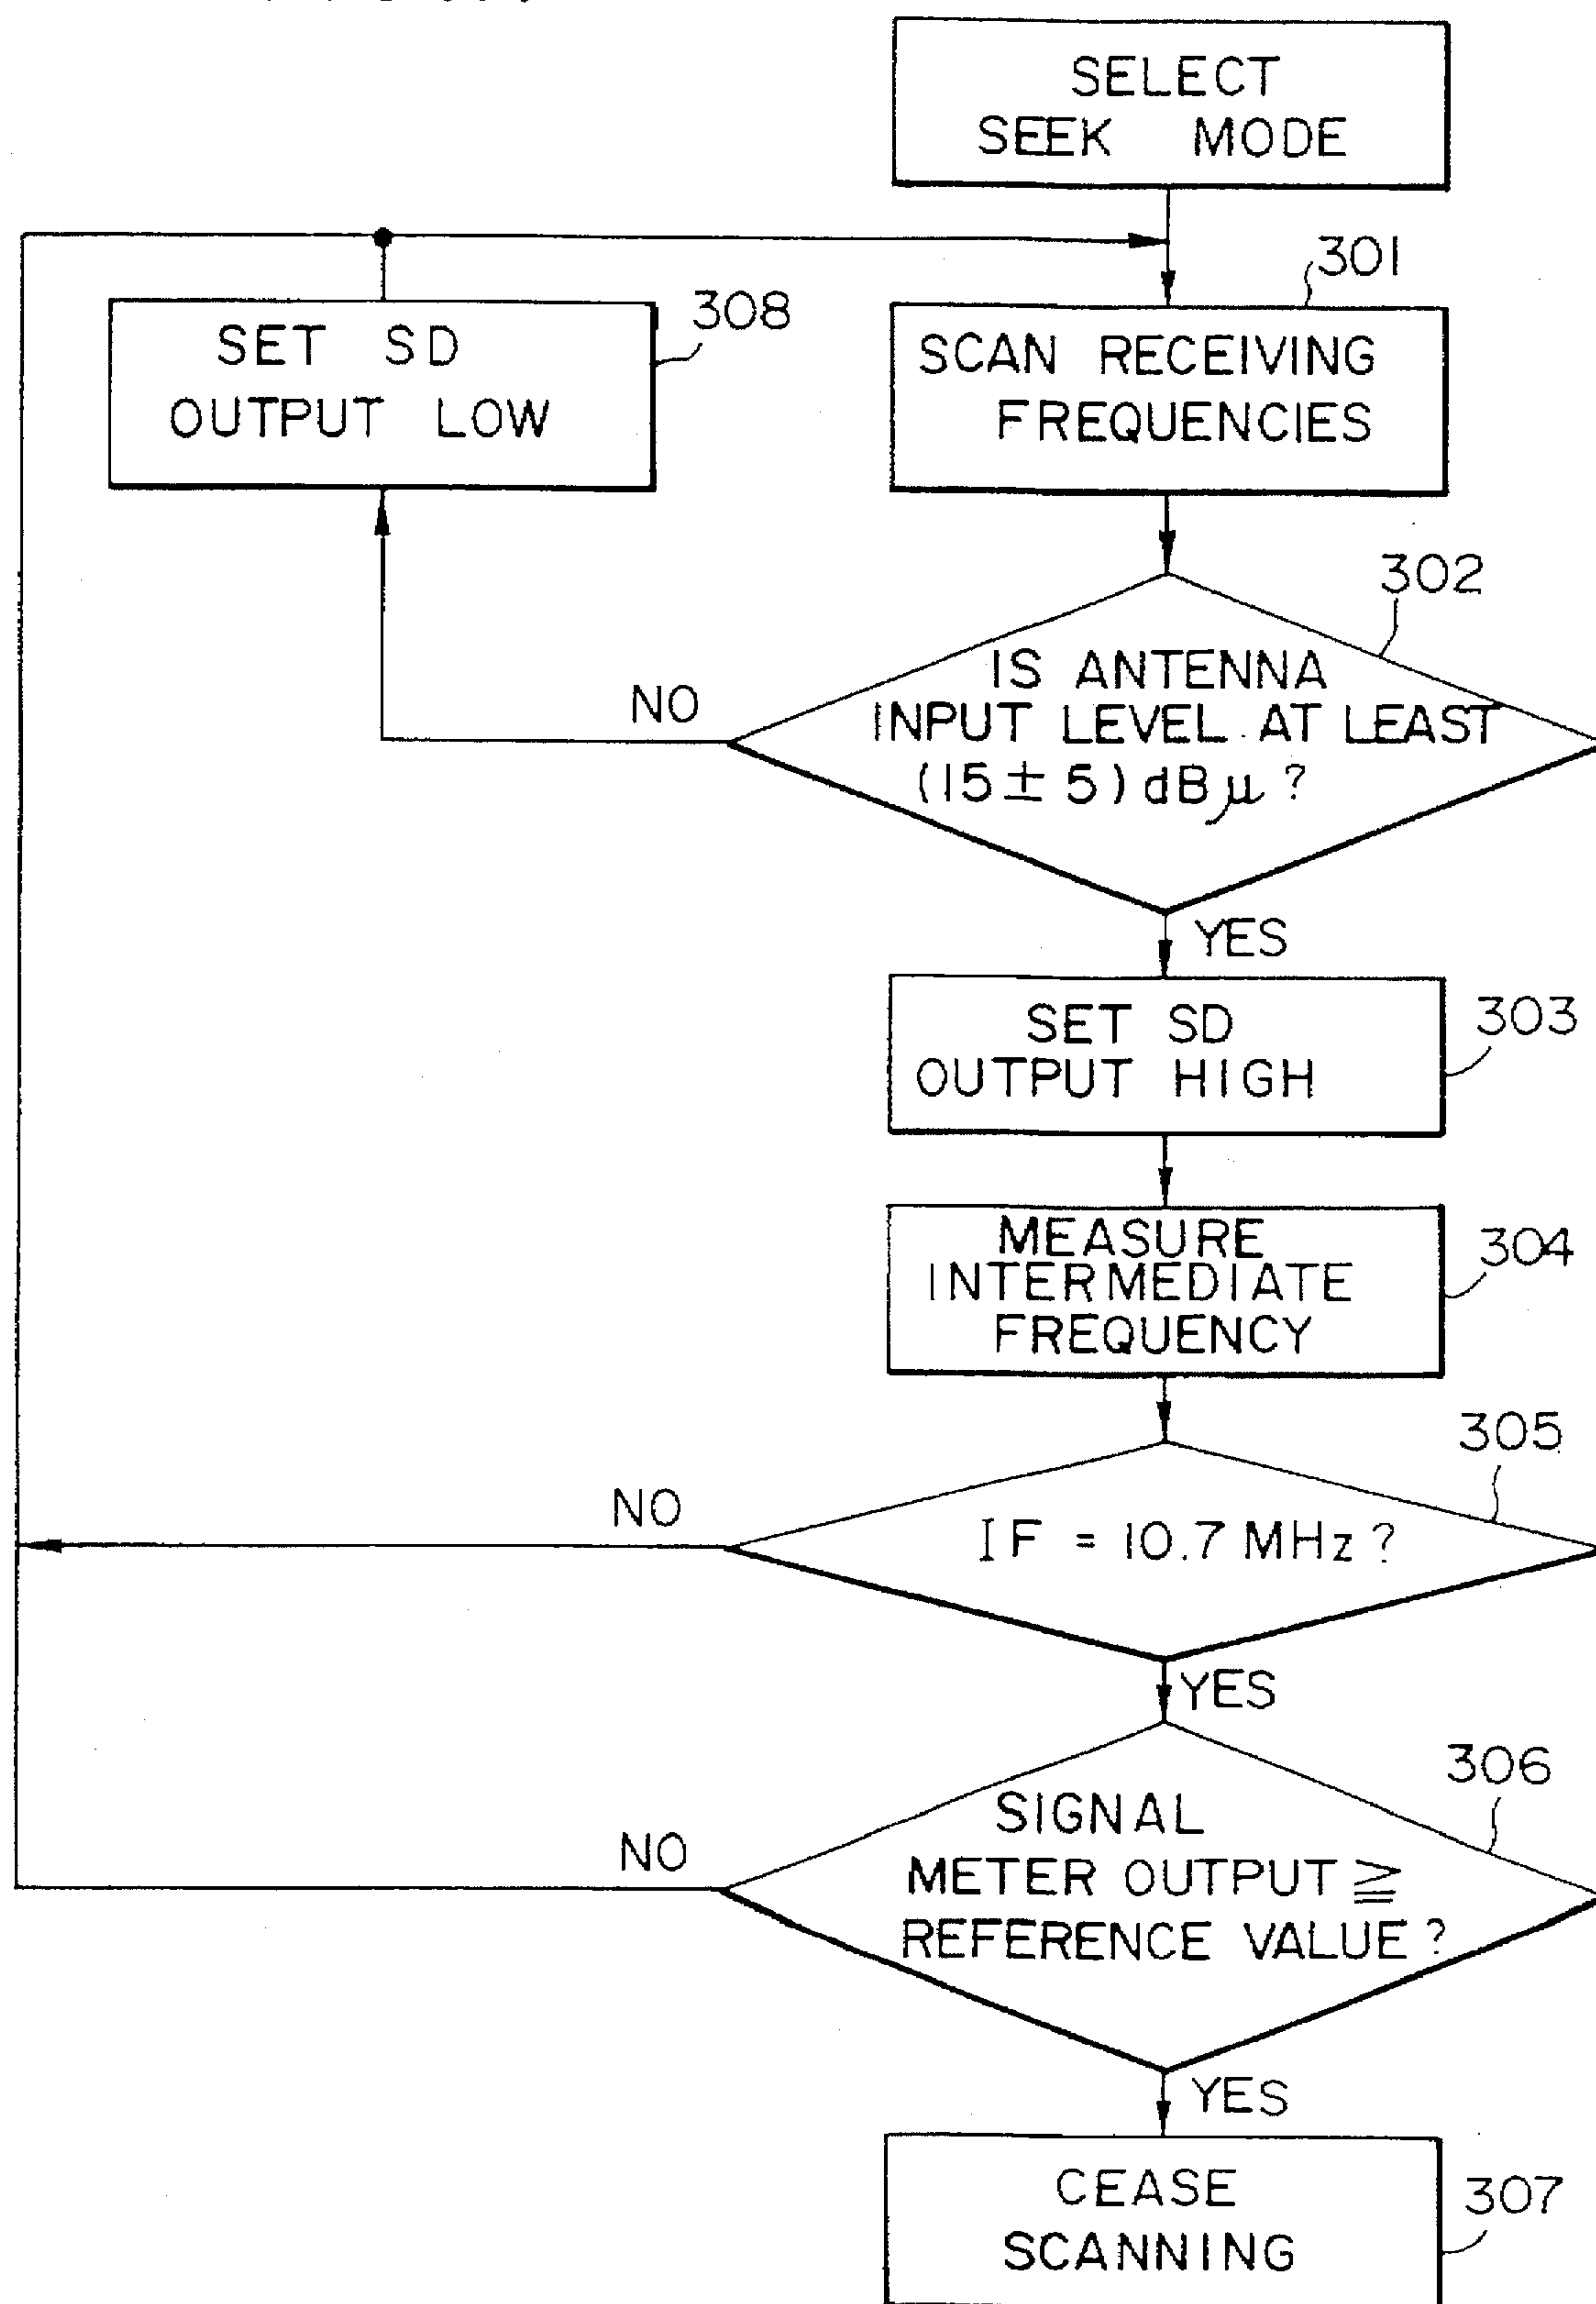 SELECT
SEEK MODE
301
SCAN RECEIVING
FREQUENCIES
308
SET SD
OUTPUT LOW
302
IS ANTENNA
INPUT LEVEL AT LEAST
(15 ± 5) dBμ ?
NO
YES
303
SET SD
OUTPUT HIGH
304
MEASURE
INTERMEDIATE
FREQUENCY
305
IF = 10.7 MHz ?
NO
YES
306
SIGNAL
METER OUTPUT ≧
REFERENCE VALUE ?
NO
YES
307
CEASE
SCANNING